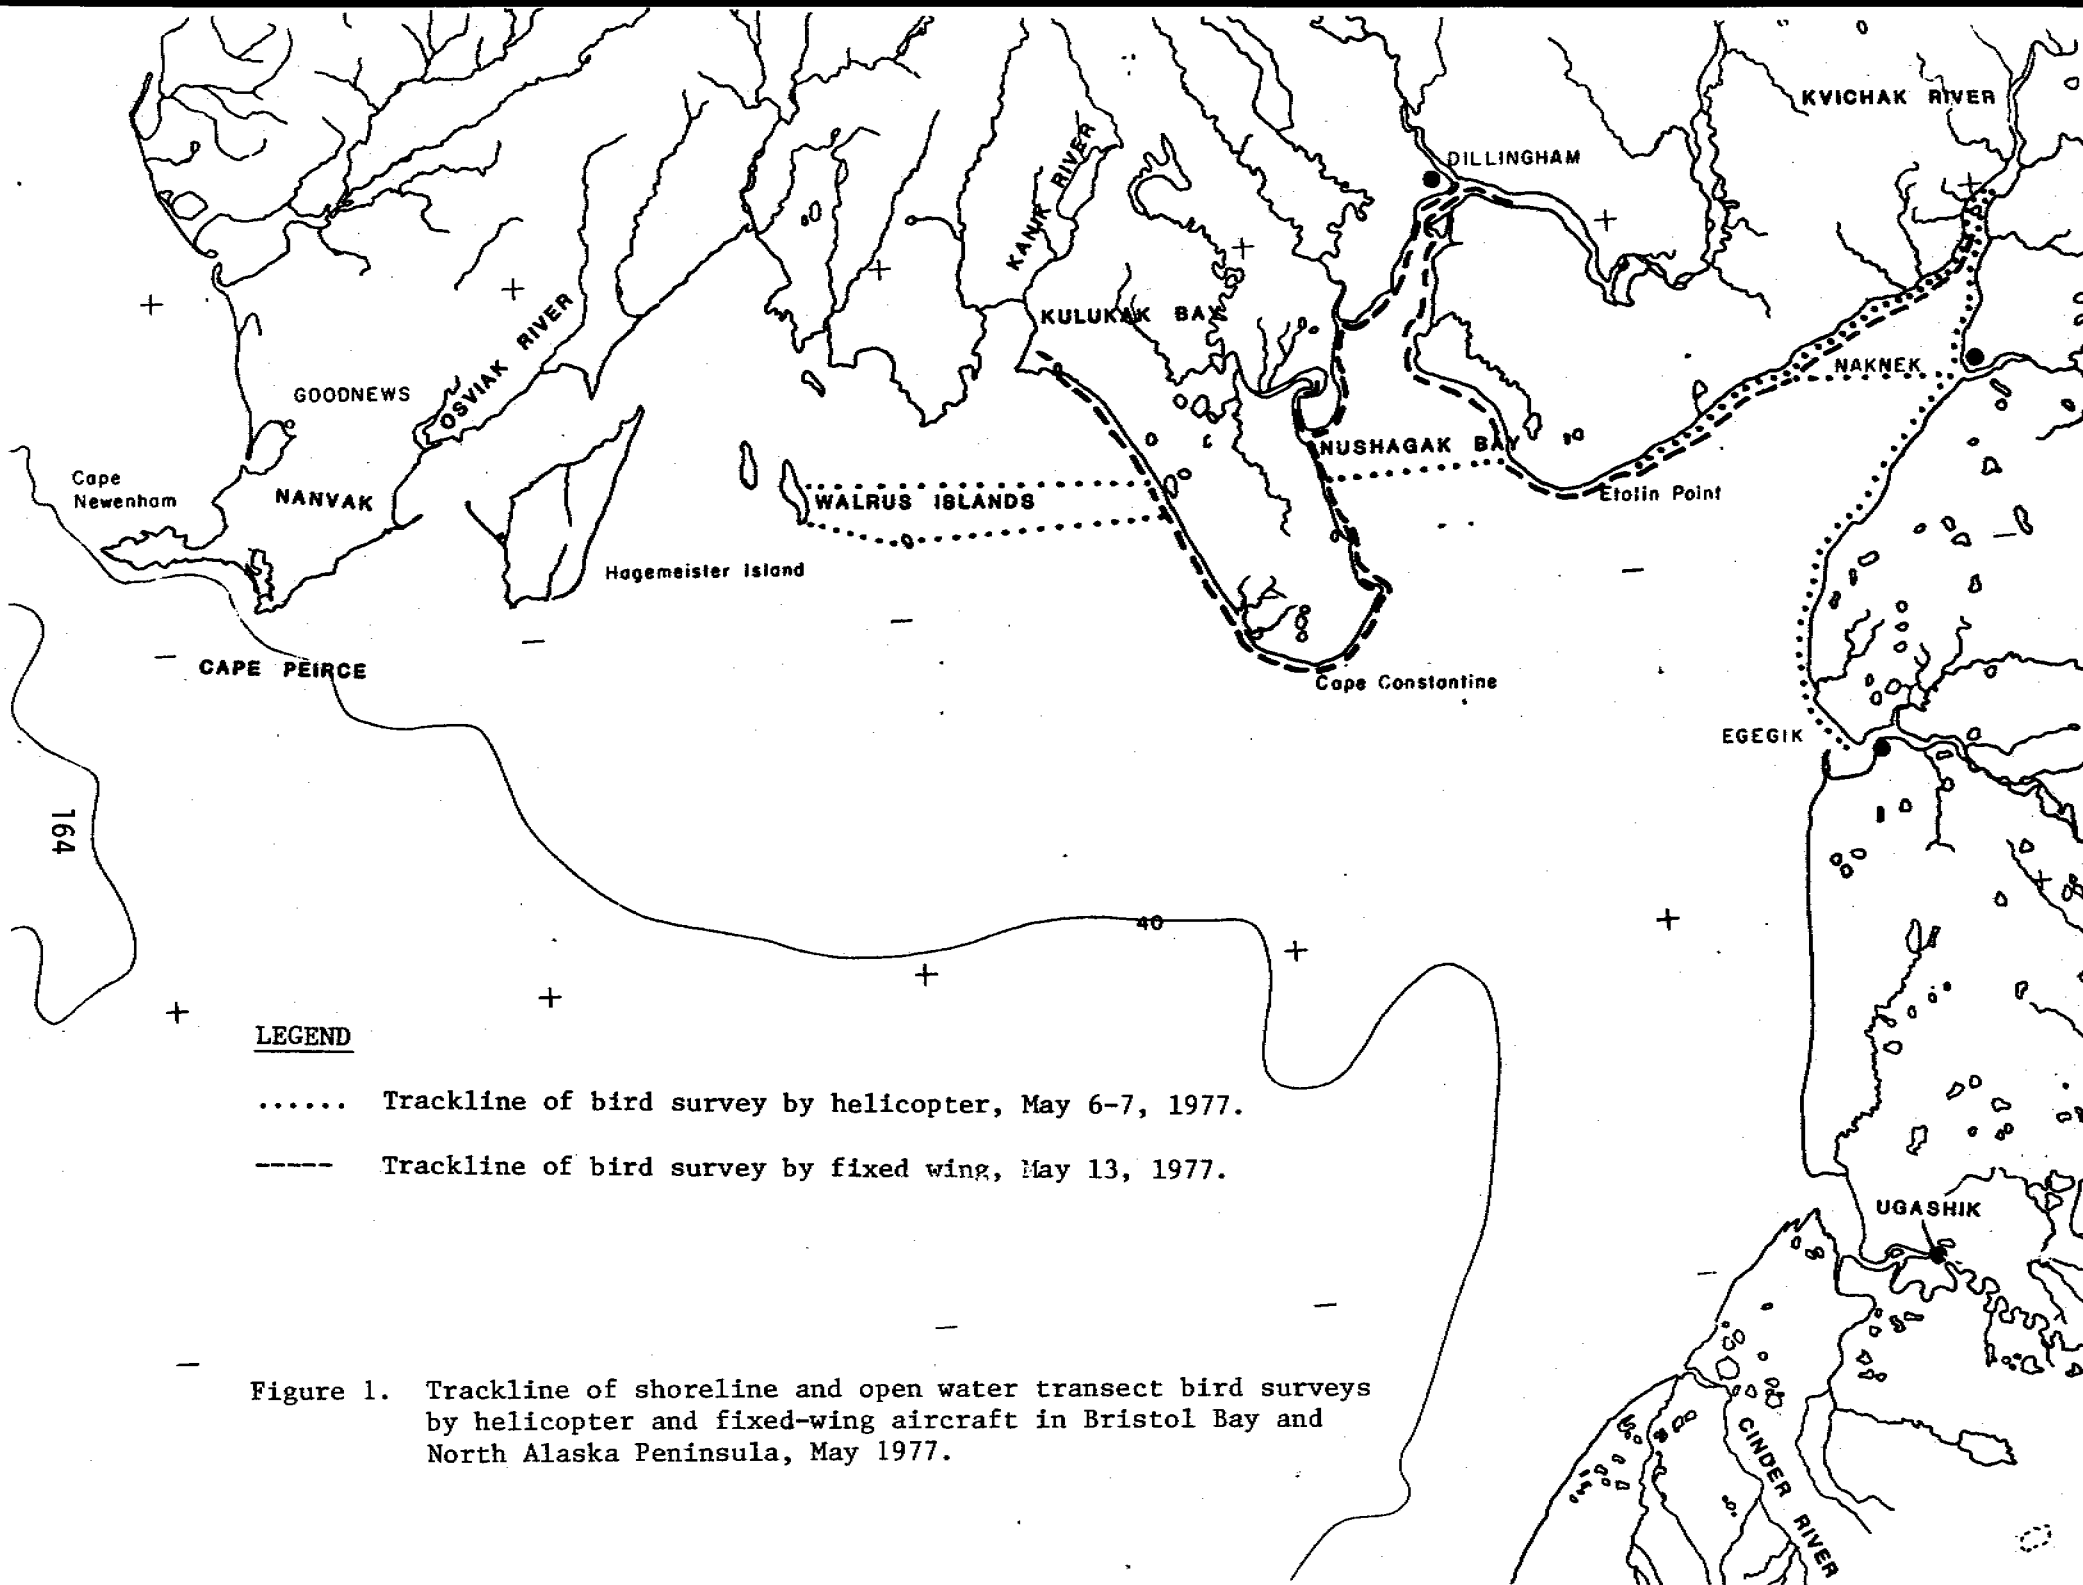 KVICHAK RIVER
DILLINGHAM
KANIK RIVER
KULUKAK BAY
OSVIAK RIVER
GOODNEWS
NAKNEK
NUSHAGAK BAY
Cape
Newenham
NANVAK
WALRUS ISLANDS
Etolin Point
Hagemeister Island
CAPE PEIRCE
Cape Constantine
EGEGIK
164
40
LEGEND
...... Trackline of bird survey by helicopter, May 6-7, 1977.
----- Trackline of bird survey by fixed wing, May 13, 1977.
UGASHIK
Figure 1. Trackline of shoreline and open water transect bird surveys
by helicopter and fixed-wing aircraft in Bristol Bay and
North Alaska Peninsula, May 1977.
CINDER RIVER